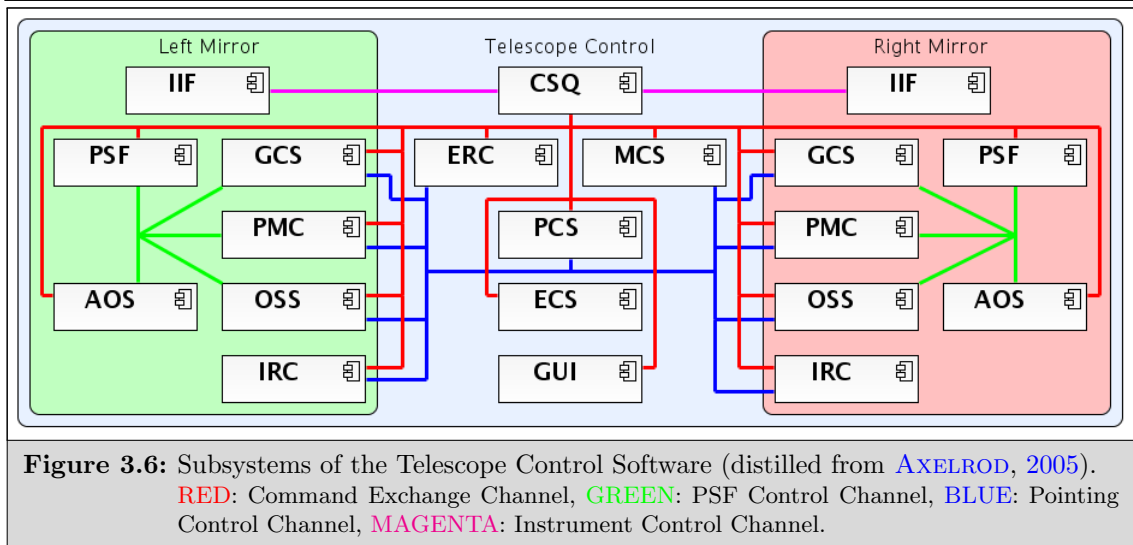 Left Mirror Telescope Control Right Mirror
IIF CSQ IIF
PSF GCS ERC MCS GCS PSF
PMC PCS PMC
AOS OSS ECS OSS AOS
IRC GUI IRC
Figure 3.6: Subsystems of the Telescope Control Software (distilled from AXELROD, 2005).
RED: Command Exchange Channel, GREEN: PSF Control Channel, BLUE: Pointing
Control Channel, MAGENTA: Instrument Control Channel.